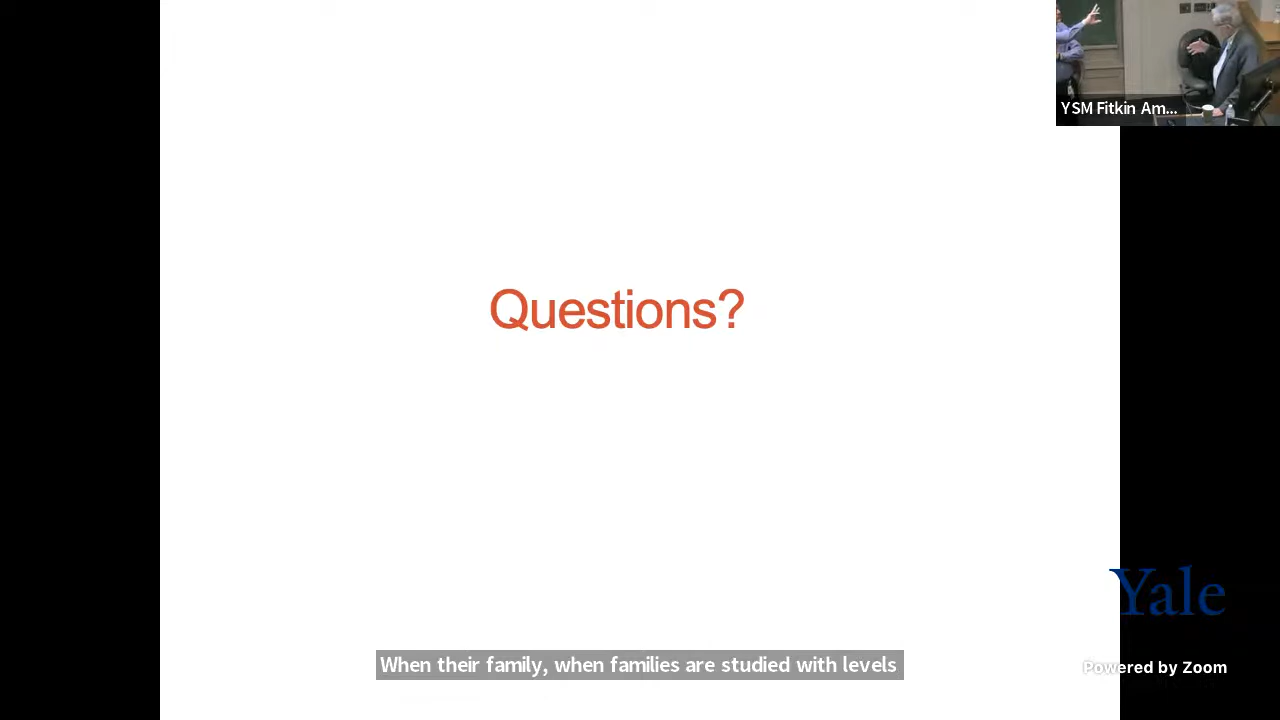 YSM Fitkin Am...
Questions?
Yale
When their family, when families are studied with levels
Powered by Zoom